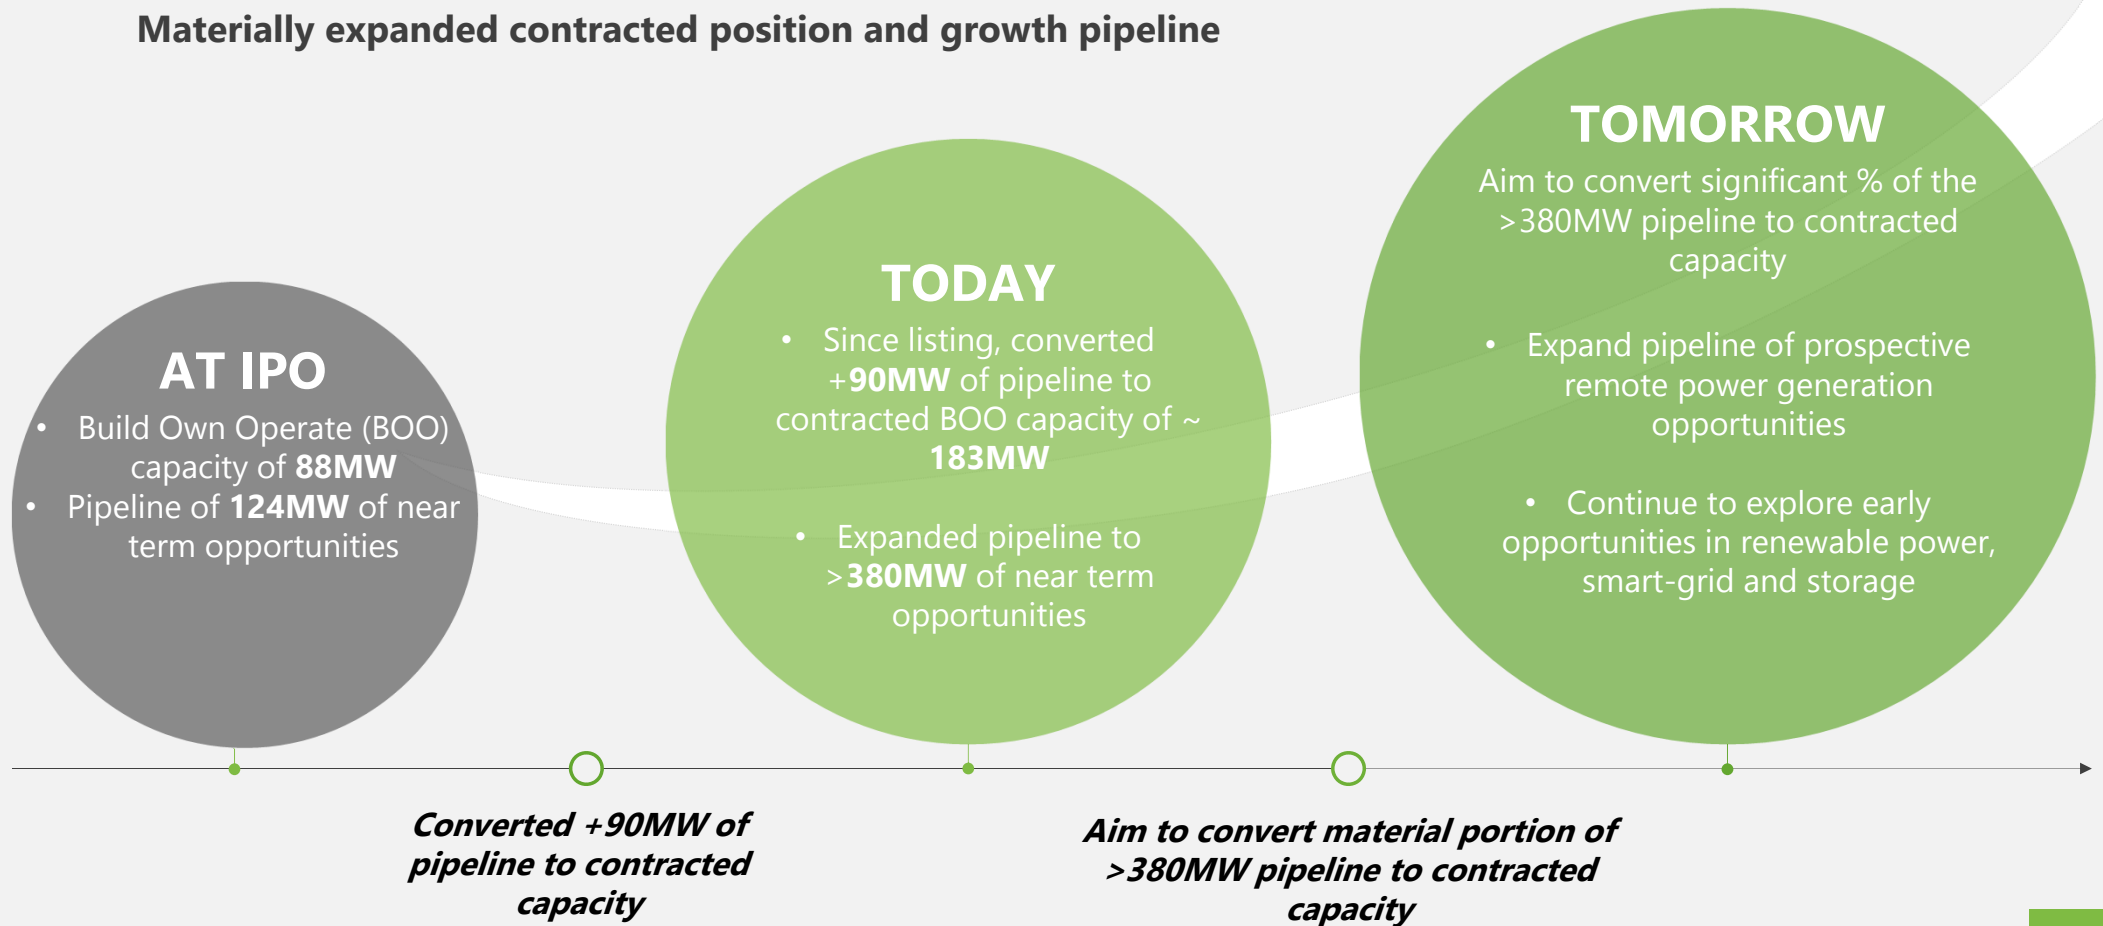 Materially expanded contracted position and growth pipeline
AT IPO
• Build Own Operate (BOO)
capacity of 88MW
• Pipeline of 124MW of near
term opportunities
TODAY
• Since listing, converted
+90MW of pipeline to
contracted BOO capacity of ~
183MW
• Expanded pipeline to
>380MW of near term
opportunities
TOMORROW
Aim to convert significant % of the
>380MW pipeline to contracted
capacity
• Expand pipeline of prospective
remote power generation
opportunities
• Continue to explore early
opportunities in renewable power,
smart-grid and storage
Converted +90MW of
pipeline to contracted
capacity
Aim to convert material portion of
>380MW pipeline to contracted
capacity